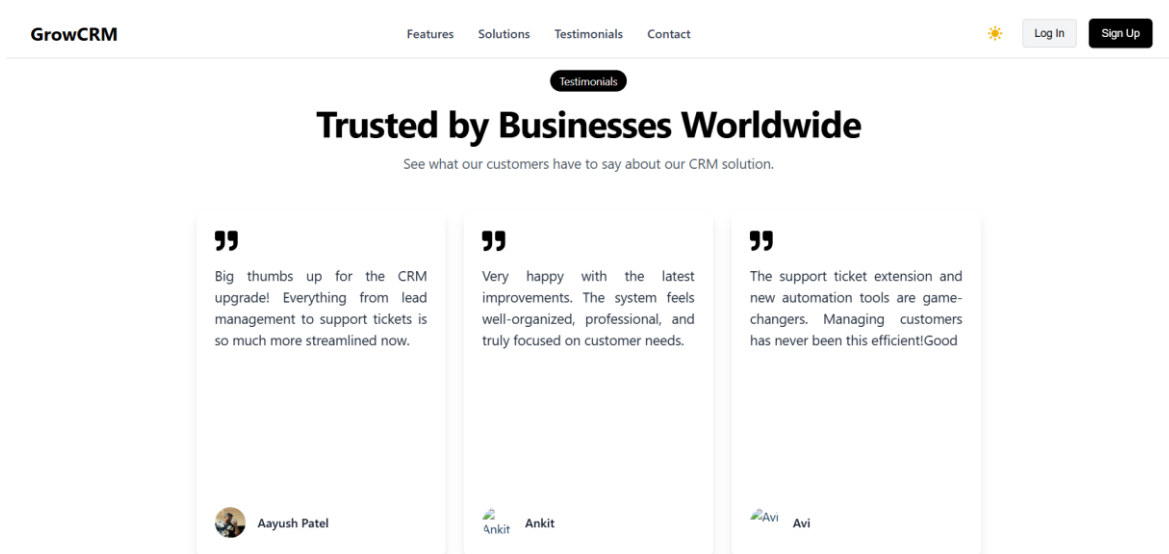 GrowCRM
Features Solutions Testimonials Contact
Log In
Sign Up
Testimonials
Trusted by Businesses Worldwide
See what our customers have to say about our CRM solution.
Big thumbs up for the CRM
upgrade! Everything from lead
management to support tickets is
so much more streamlined now.
Aayush Patel
Very happy with the latest
improvements. The system feels
well-organized, professional, and
truly focused on customer needs.
Ankit
Ankit
The support ticket extension and
new automation tools are game-
changers. Managing customers
has never been this efficient!Good
Avi
Avi